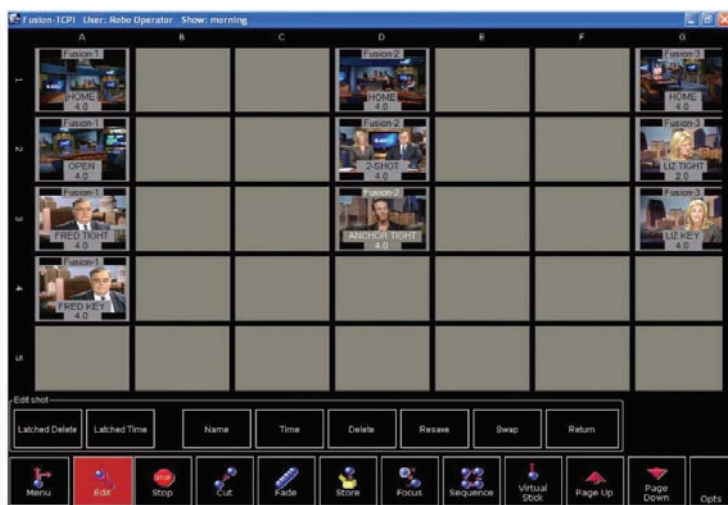 Fusion-TCPI User: Robo Operator Show: morning
A B C D E F G
1
Fusion-1 HOME 4.0
Fusion-2 HOME 4.0
Fusion-3 HOME 4.0
2
Fusion-1 OPEN 4.0
Fusion-2 2-SHOT 4.0
Fusion-3 LIZ TIGHT 2.0
3
Fusion-1 FRED TIGHT 4.0
Fusion-2 ANCHOR TIGHT 4.0
Fusion-3 LIZ KEY 4.0
4
Fusion-1 FRED KEY 4.0
5
Edit shot
Latched Delete Latched Time Name Time Delete Resave Swap Return
Menu Edit Stop Cut Fade Store Focus Sequence Virtual Stick Page Up Page Down Opts